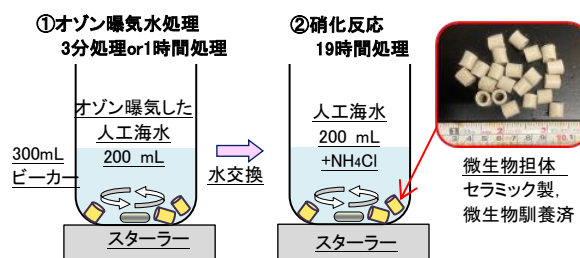 ①オゾン曝気水処理
3分処理or1時間処理
オゾン曝気した
人工海水
200 mL
300mL
ビーカー
スターラー
水交換
②硝化反応
19時間処理
人工海水
200 mL
+NH4Cl
スターラー
微生物担体
セラミック製,
微生物馴養済